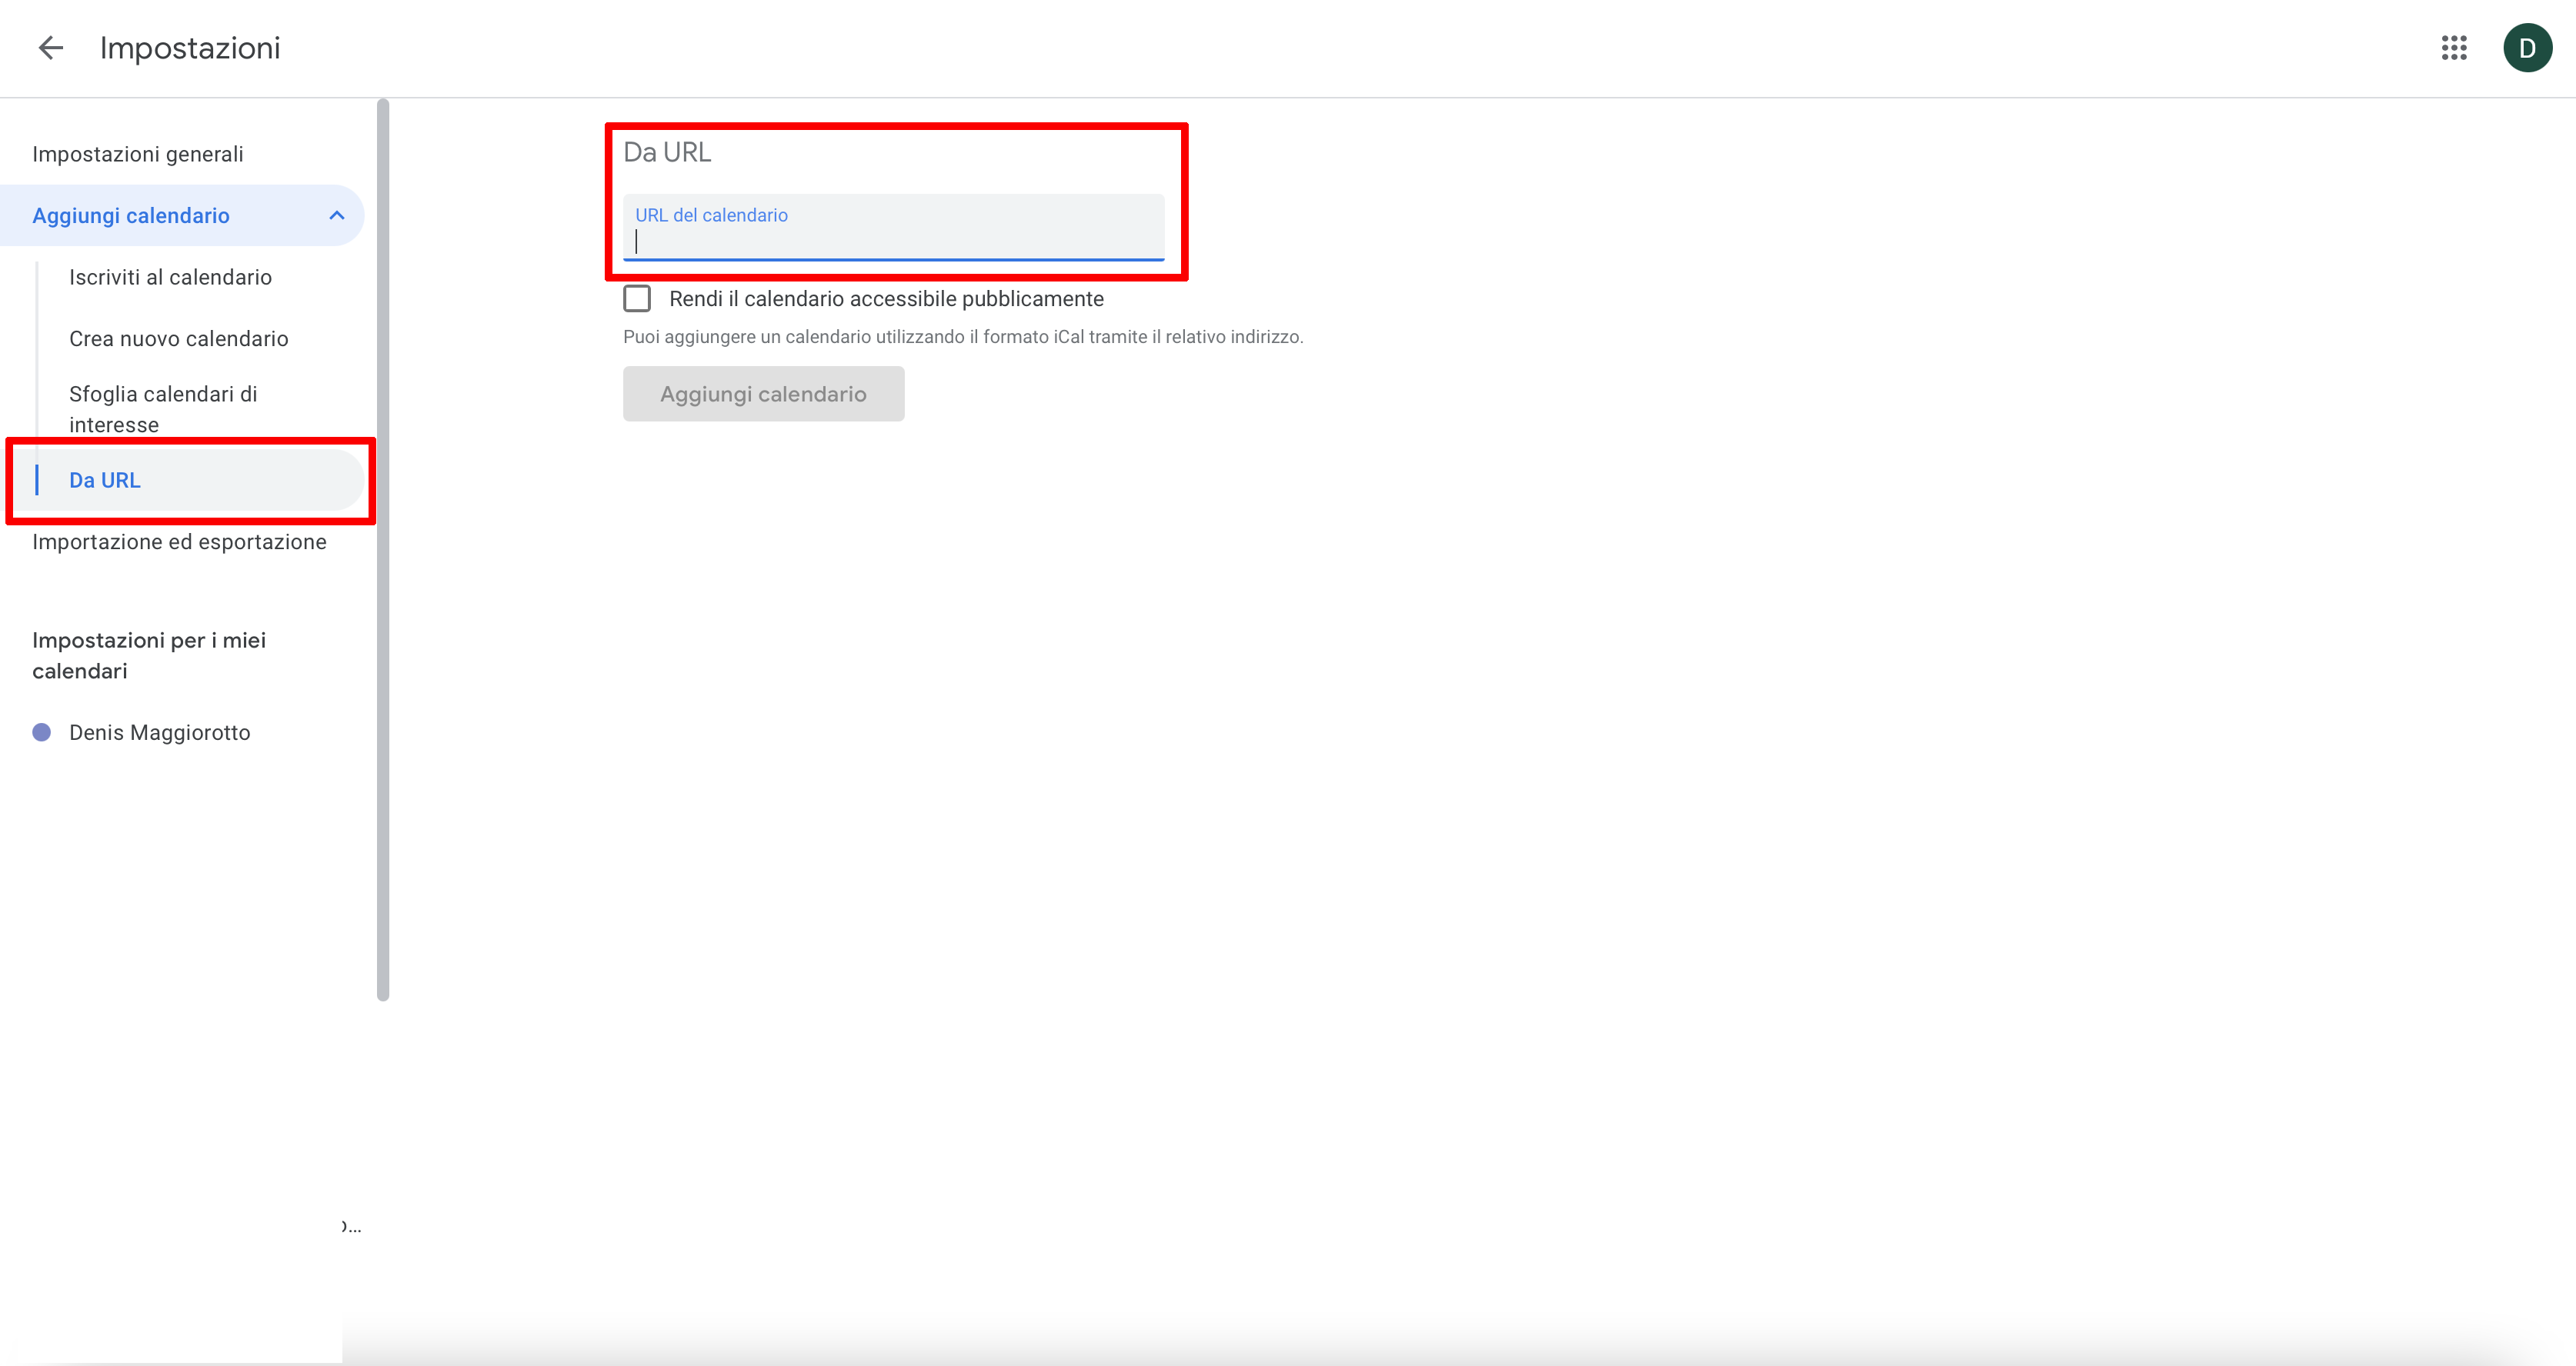 Impostazioni
D
Impostazioni generali
Aggiungi calendario
Iscriviti al calendario
Crea nuovo calendario
Sfoglia calendari di
interesse
Da URL
Importazione ed esportazione
Impostazioni per i miei
calendari
Denis Maggiorotto
Da URL
URL del calendario
Rendi il calendario accessibile pubblicamente
Puoi aggiungere un calendario utilizzando il formato iCal tramite il relativo indirizzo.
Aggiungi calendario